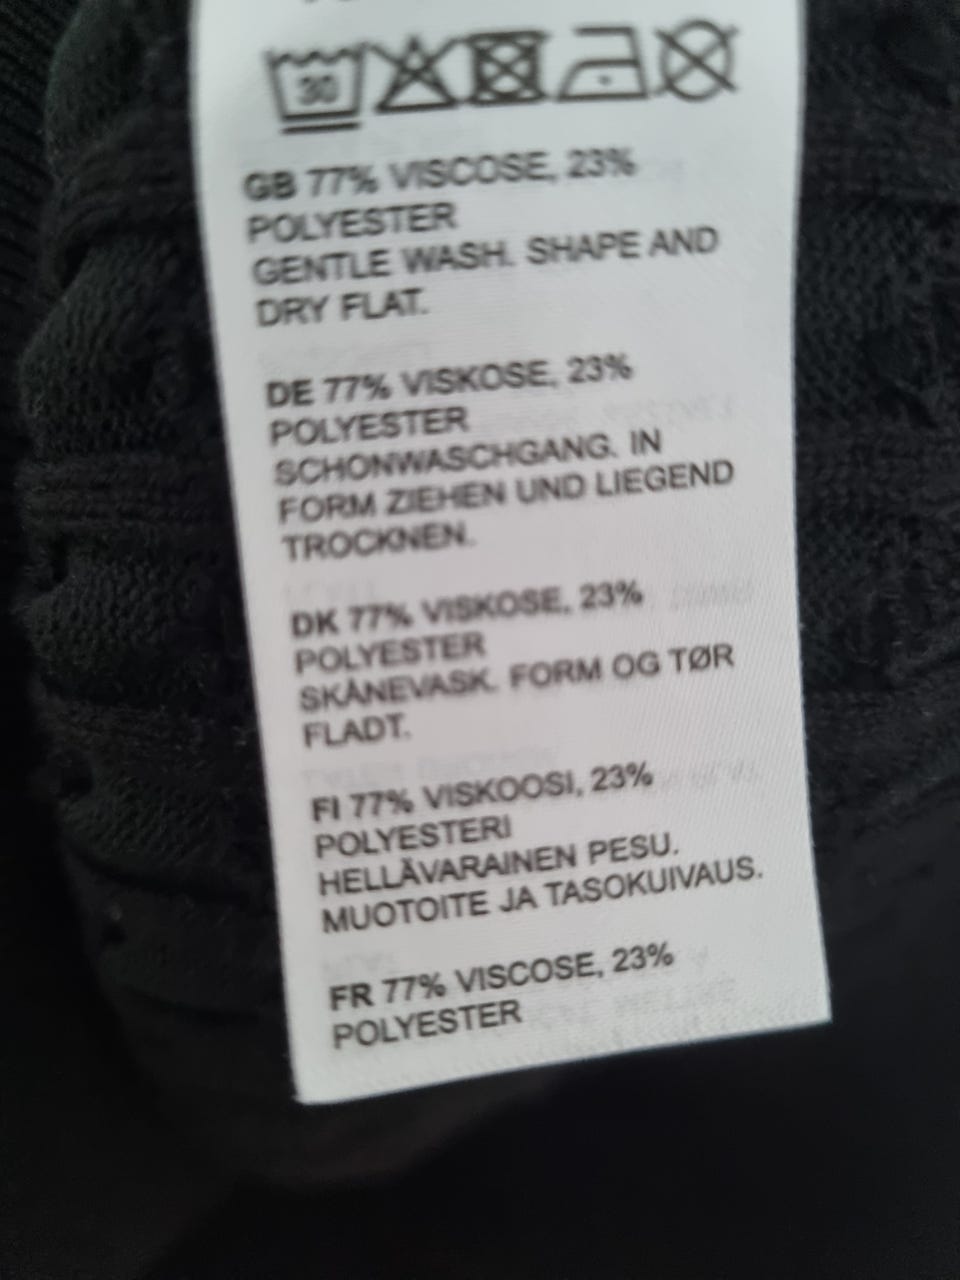 30
GB 77% VISCOSE, 23%
POLYESTER
GENTLE WASH. SHAPE AND
DRY FLAT.
DE 77% VISKOSE, 23%
POLYESTER
SCHONWASCHGANG. IN
FORM ZIEHEN UND LIEGEND
TROCKNEN.
DK 77% VISKOSE, 23%
POLYESTER
SKÅNEVASK. FORM OG TØR
FLADT.
FI 77% VISKOOSI, 23%
POLYESTERI
HELLÄVARAINEN PESU.
MUOTOITE JA TASOKUIVAUS.
FR 77% VISCOSE, 23%
POLYESTER